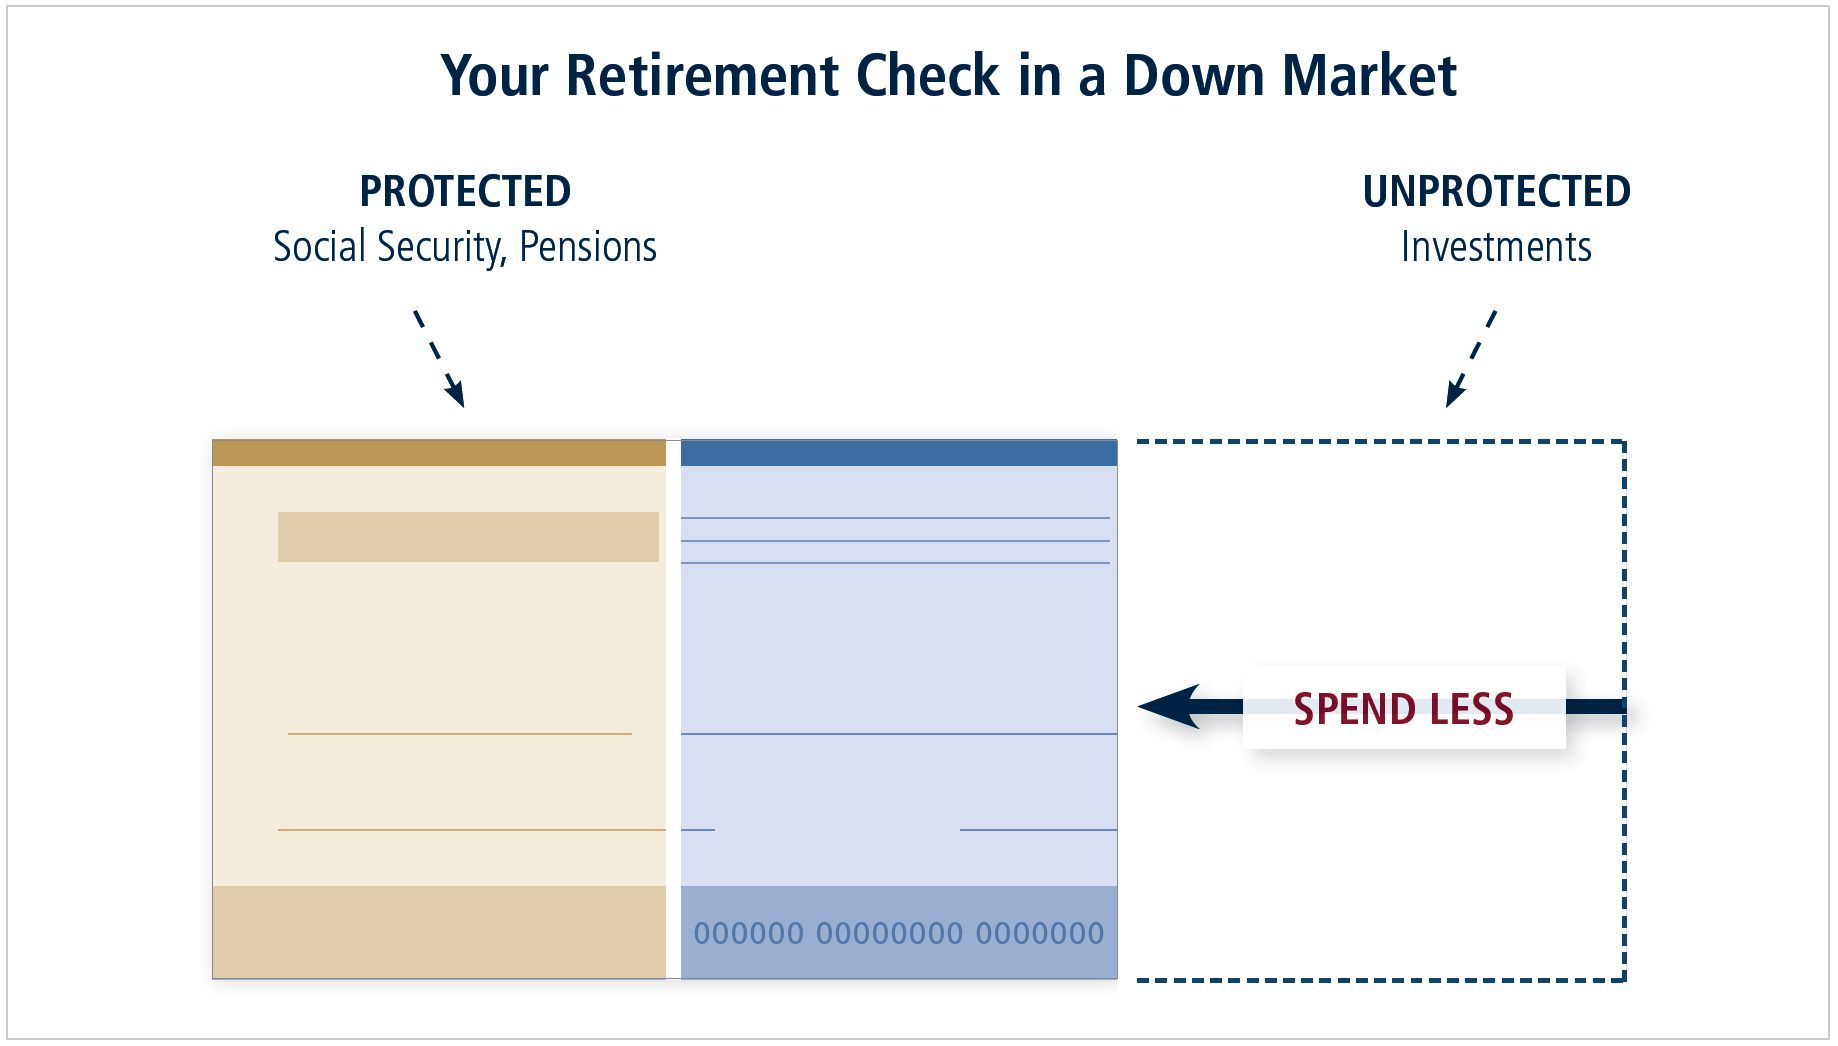 Your Retirement Check in a Down Market
PROTECTED
Social Security, Pensions
UNPROTECTED
Investments
SPEND LESS
000000 00000000 0000000